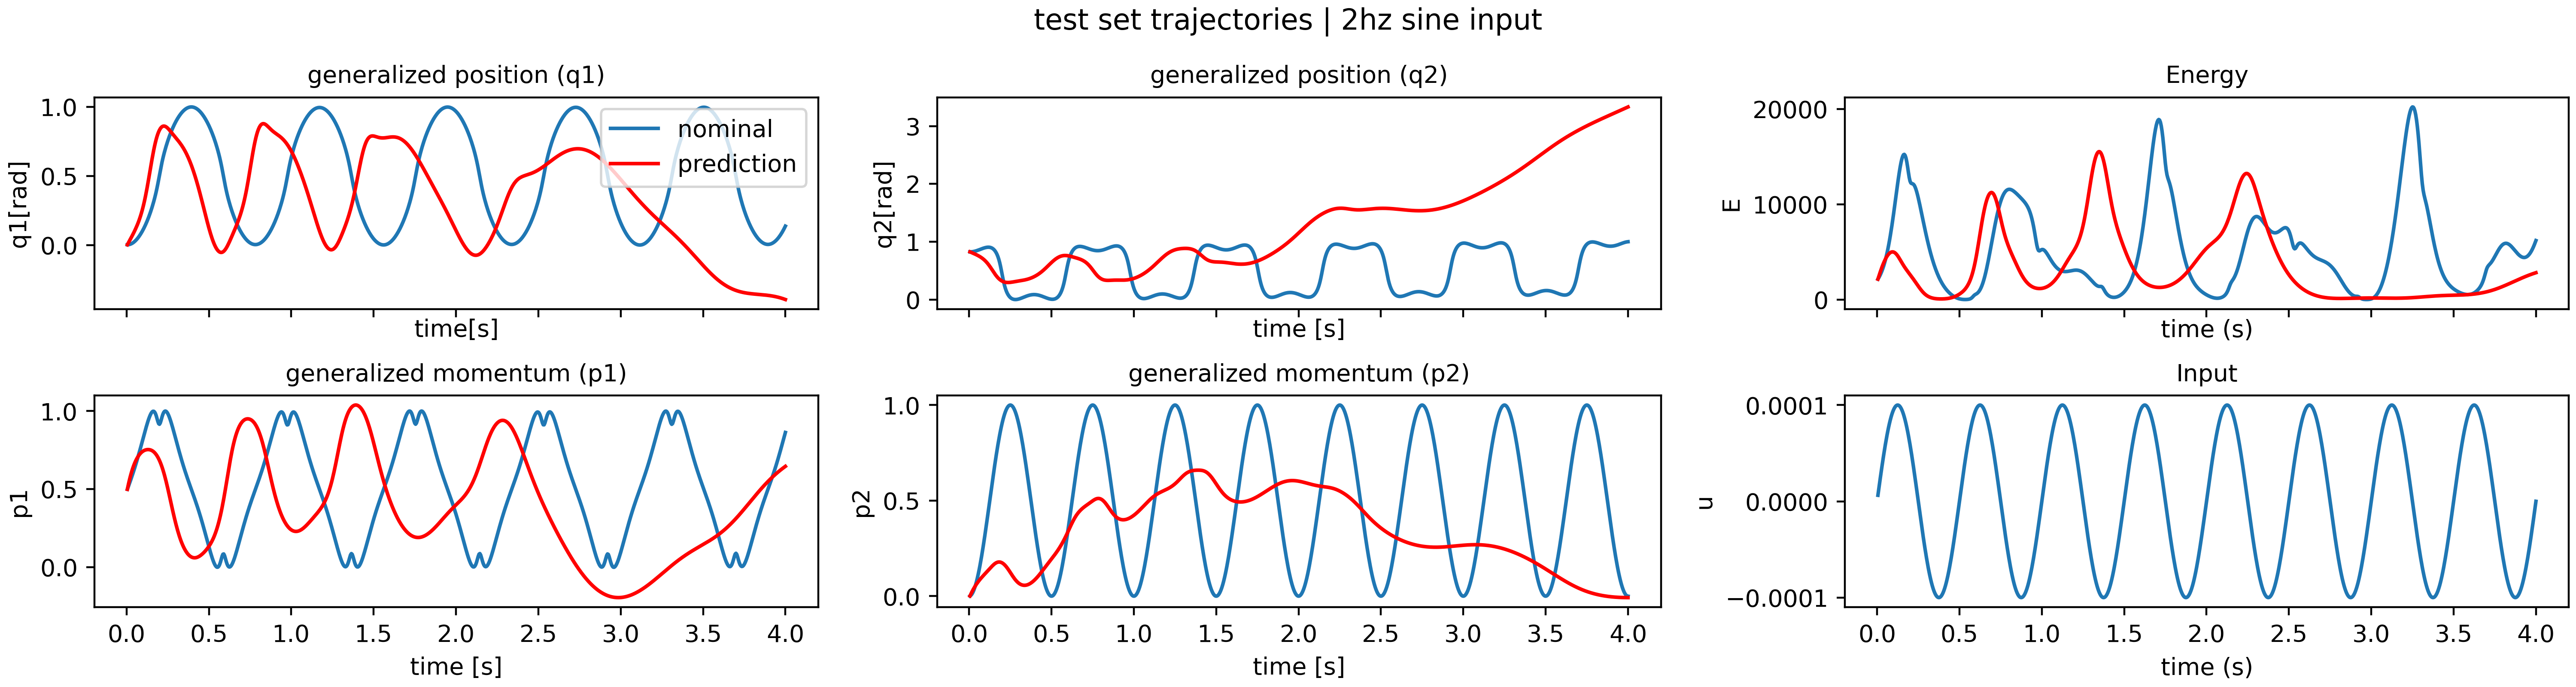 test set trajectories | 2hz sine input
generalized position (q1)
q1[rad]
1.0
0.5
0.0
nominal
prediction
time[s]
generalized position (q2)
q2[rad]
3
2
1
0
time [s]
Energy
E
20000
10000
0
time (s)
generalized momentum (p1)
p1
1.0
0.5
0.0
0.0 0.5 1.0 1.5 2.0 2.5 3.0 3.5 4.0
time [s]
generalized momentum (p2)
p2
1.0
0.5
0.0
0.0 0.5 1.0 1.5 2.0 2.5 3.0 3.5 4.0
time [s]
Input
u
0.0001
0.0000
−0.0001
0.0 0.5 1.0 1.5 2.0 2.5 3.0 3.5 4.0
time (s)